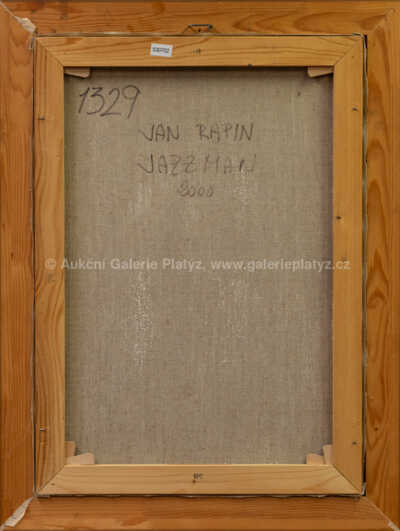 1329
VAN RAPIN
JAZZMAN
2000
© Aukční Galerie Platýz, www.galerieplatyz.cz